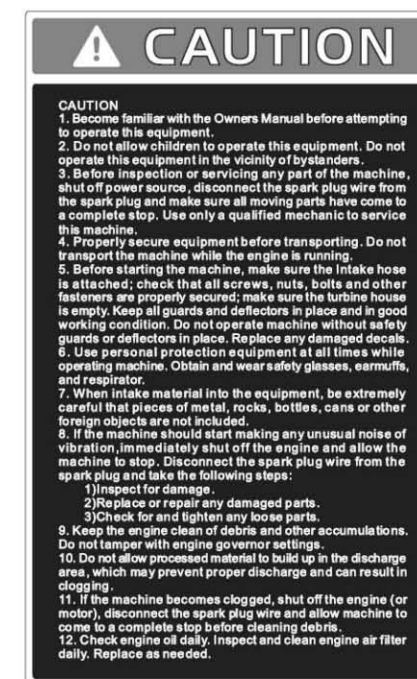 CAUTION
CAUTION
1. Become familiar with the Owners Manual before attempting
to operate this equipment.
2. Do not allow children to operate this equipment. Do not
operate this equipment in the vicinity of bystanders.
3. Before inspection or servicing any part of the machine,
shut off power source, disconnect the spark plug wire from
the spark plug and make sure all moving parts have come to
a complete stop. Use only a qualified mechanic to service
this machine.
4. Properly secure equipment before transporting. Do not
transport the machine while the engine is running.
5. Before starting the machine, make sure the Intake hose
is attached; check that all screws, nuts, bolts and other
fasteners are properly secured; make sure the turbine house
is empty. Keep all guards and deflectors in place and in good
working condition. Do not operate machine without safety
guards or deflectors in place. Replace any damaged decals.
6. Use personal protection equipment at all times while
operating machine. Obtain and wear safety glasses, earmuffs,
and respirator.
7. When intake material into the equipment, be extremely
careful that pieces of metal, rocks, bottles, cans or other
foreign objects are not included.
8. If the machine should start making any unusual noise of
vibration,immediately shut off the engine and allow the
machine to stop. Disconnect the spark plug wire from the
spark plug and take the following steps:
1)Inspect for damage.
2)Replace or repair any damaged parts.
3)Check for and tighten any loose parts.
9. Keep the engine clean of debris and other accumulations.
Do not tamper with engine governor settings.
10. Do not allow processed material to build up in the discharge
area, which may prevent proper discharge and can result in
clogging.
11. If the machine becomes clogged, shut off the engine (or
motor), disconnect the spark plug wire and allow machine to
come to a complete stop before cleaning debris.
12. Check engine oil daily. Inspect and clean engine air filter
daily. Replace as needed.